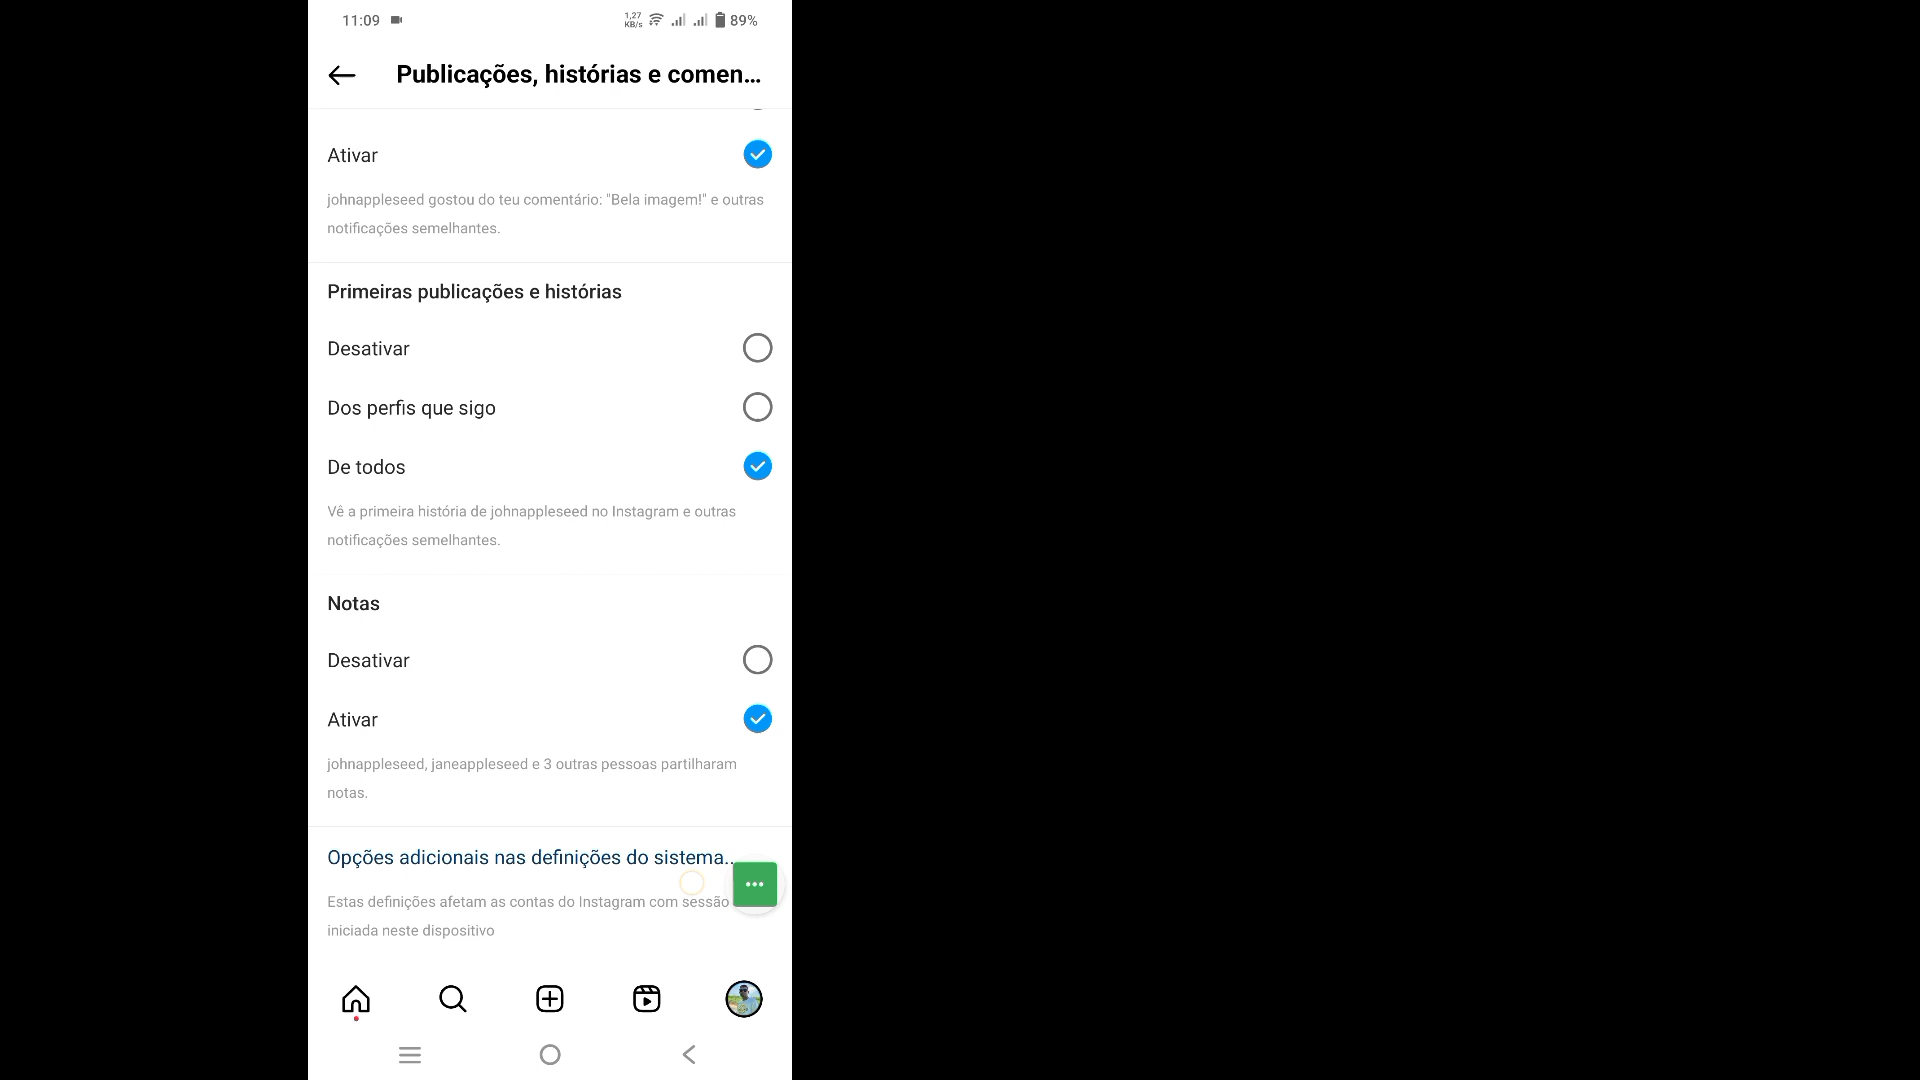 11:09
1,27
KB/s
89%
Publicações, histórias e comen...
Ativar
johnappleseed gostou do teu comentário: "Bela imagem!" e outras
notificações semelhantes.
Primeiras publicações e histórias
Desativar
Dos perfis que sigo
De todos
Vê a primeira história de johnappleseed no Instagram e outras
notificações semelhantes.
Notas
Desativar
Ativar
johnappleseed, janeappleseed e 3 outras pessoas partilharam
notas.
Opções adicionais nas definições do sistema..
Estas definições afetam as contas do Instagram com sessão
iniciada neste dispositivo